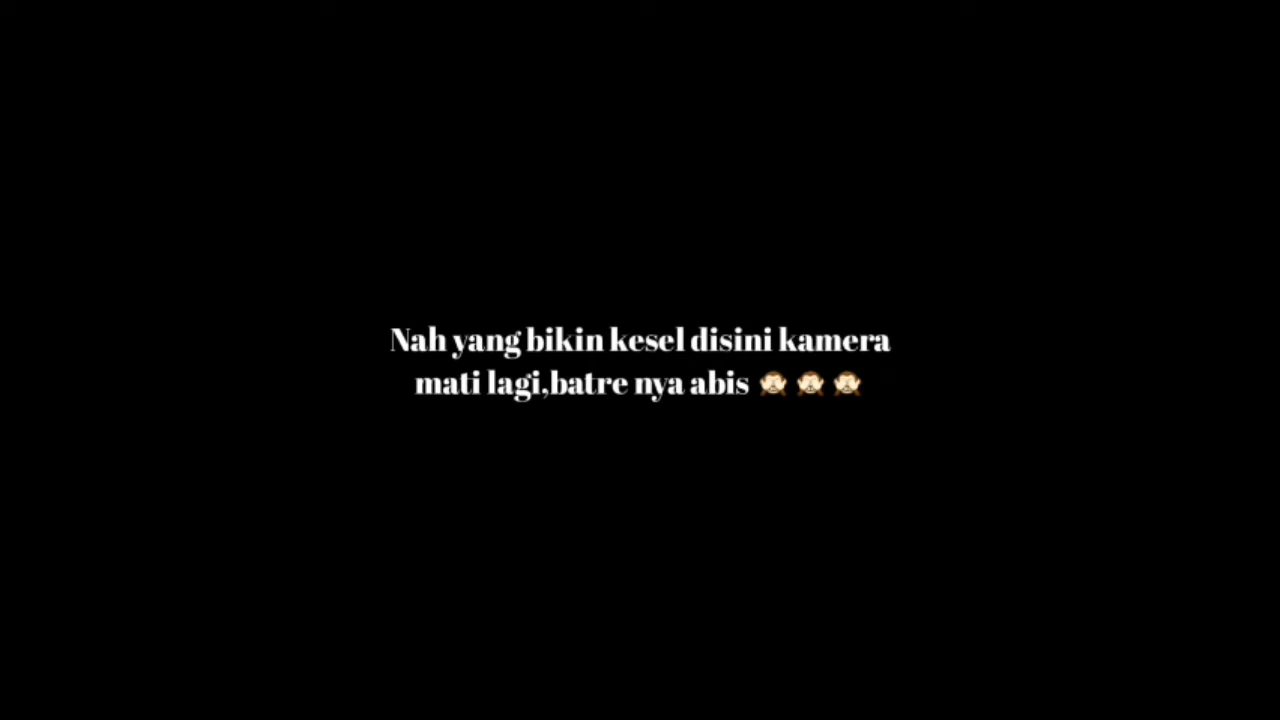 Nah yang bikin kesel disini kamera
mati lagi,batre nya abis 🙈 🙈 🙈